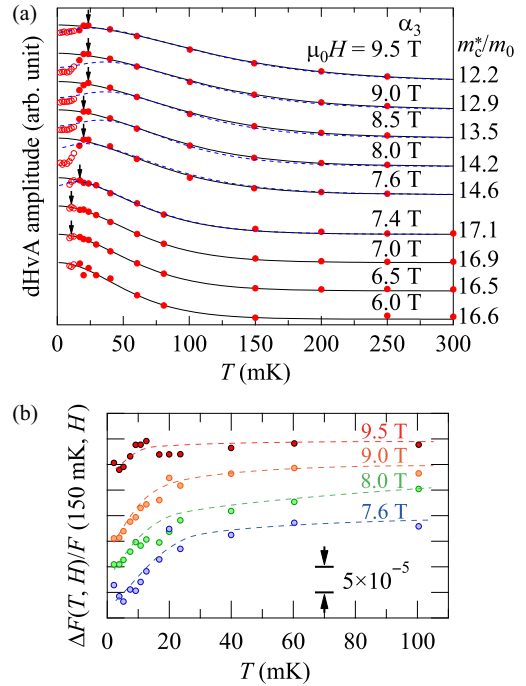 (a)
α₃
μ₀H = 9.5 T
m*c/m₀
12.2
9.0 T
12.9
8.5 T
13.5
8.0 T
14.2
7.6 T
14.6
7.4 T
17.1
7.0 T
16.9
6.5 T
16.5
6.0 T
16.6
dHvA amplitude (arb. unit)
0 50 100 150 200 250 300
T (mK)
(b)
9.5 T
9.0 T
8.0 T
7.6 T
5×10⁻⁵
ΔF(T, H)/F (150 mK, H)
0 20 40 60 80 100
T (mK)